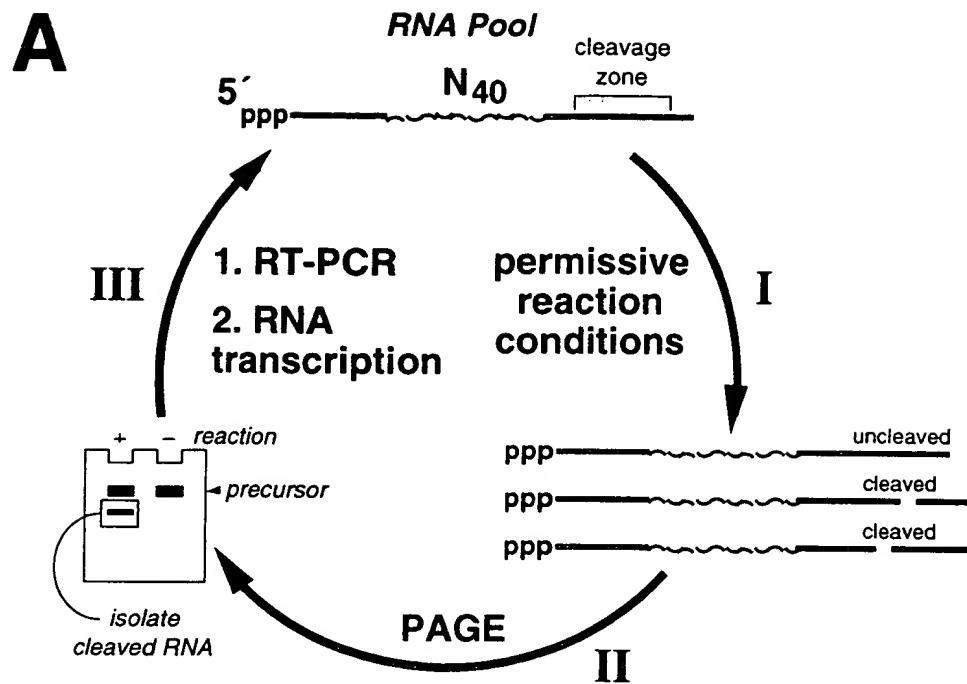 A
RNA Pool
cleavage
zone
N40
5´
ppp
III
1. RT-PCR
2. RNA
transcription
permissive
reaction
conditions
I
+ – reaction
precursor
isolate
cleaved RNA
ppp
uncleaved
ppp
cleaved
ppp
cleaved
PAGE
II